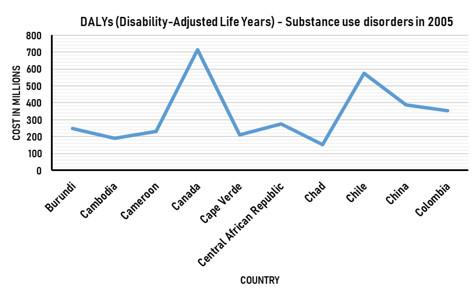 DALYs (Disability-Adjusted Life Years) - Substance use disorders in 2005
COST IN MILLIONS
800
700
600
500
400
300
200
100
0
Burundi
Cambodia
Cameroon
Canada
Cape Verde
Central African Republic
Chad
Chile
China
Colombia
COUNTRY